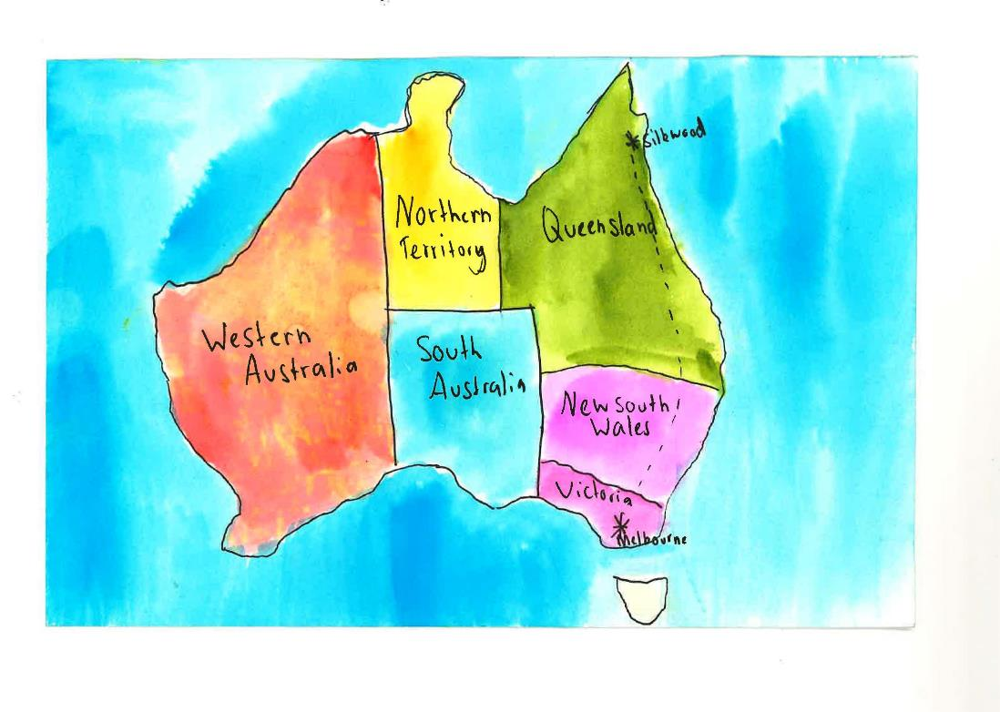 Silkwood
Northern
Territory
Queensland
Western
Australia
South
Australia
New south
Wales
Victoria
Melbourne